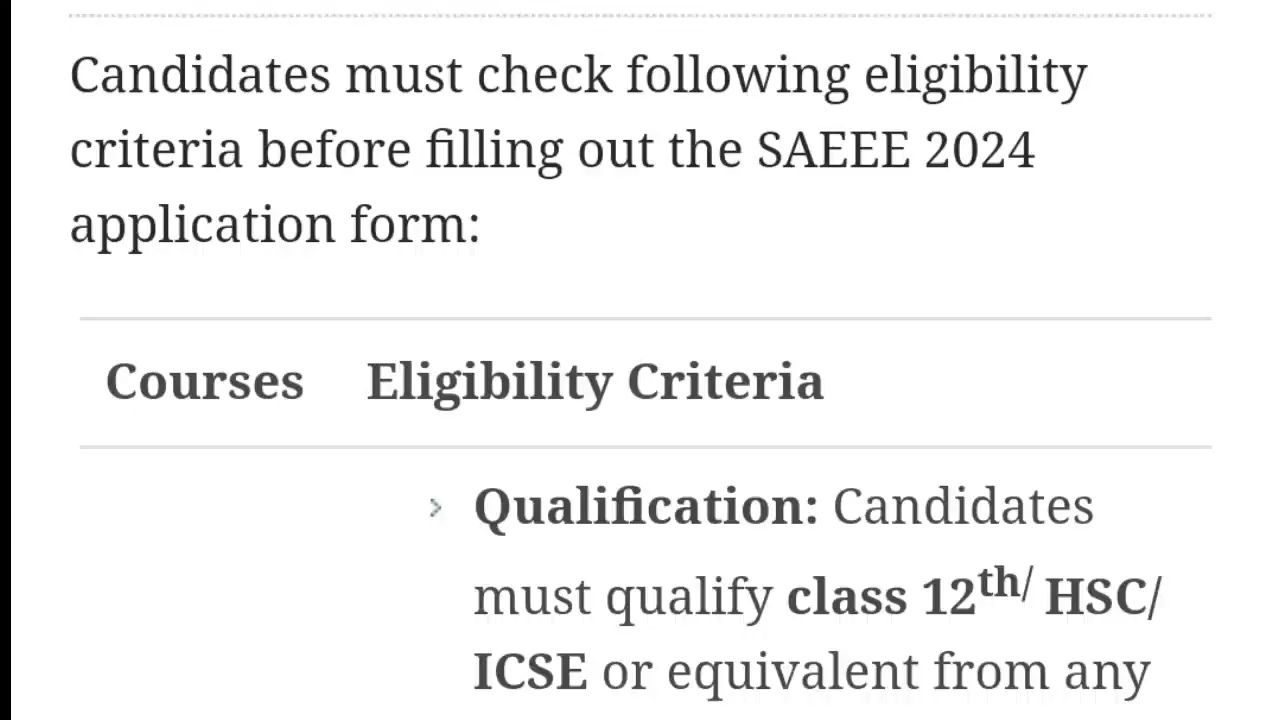 Candidates must check following eligibility
criteria before filling out the SAEEE 2024
application form:
Courses Eligibility Criteria
Qualification: Candidates
must qualify class 12th/ HSC/
ICSE or equivalent from any